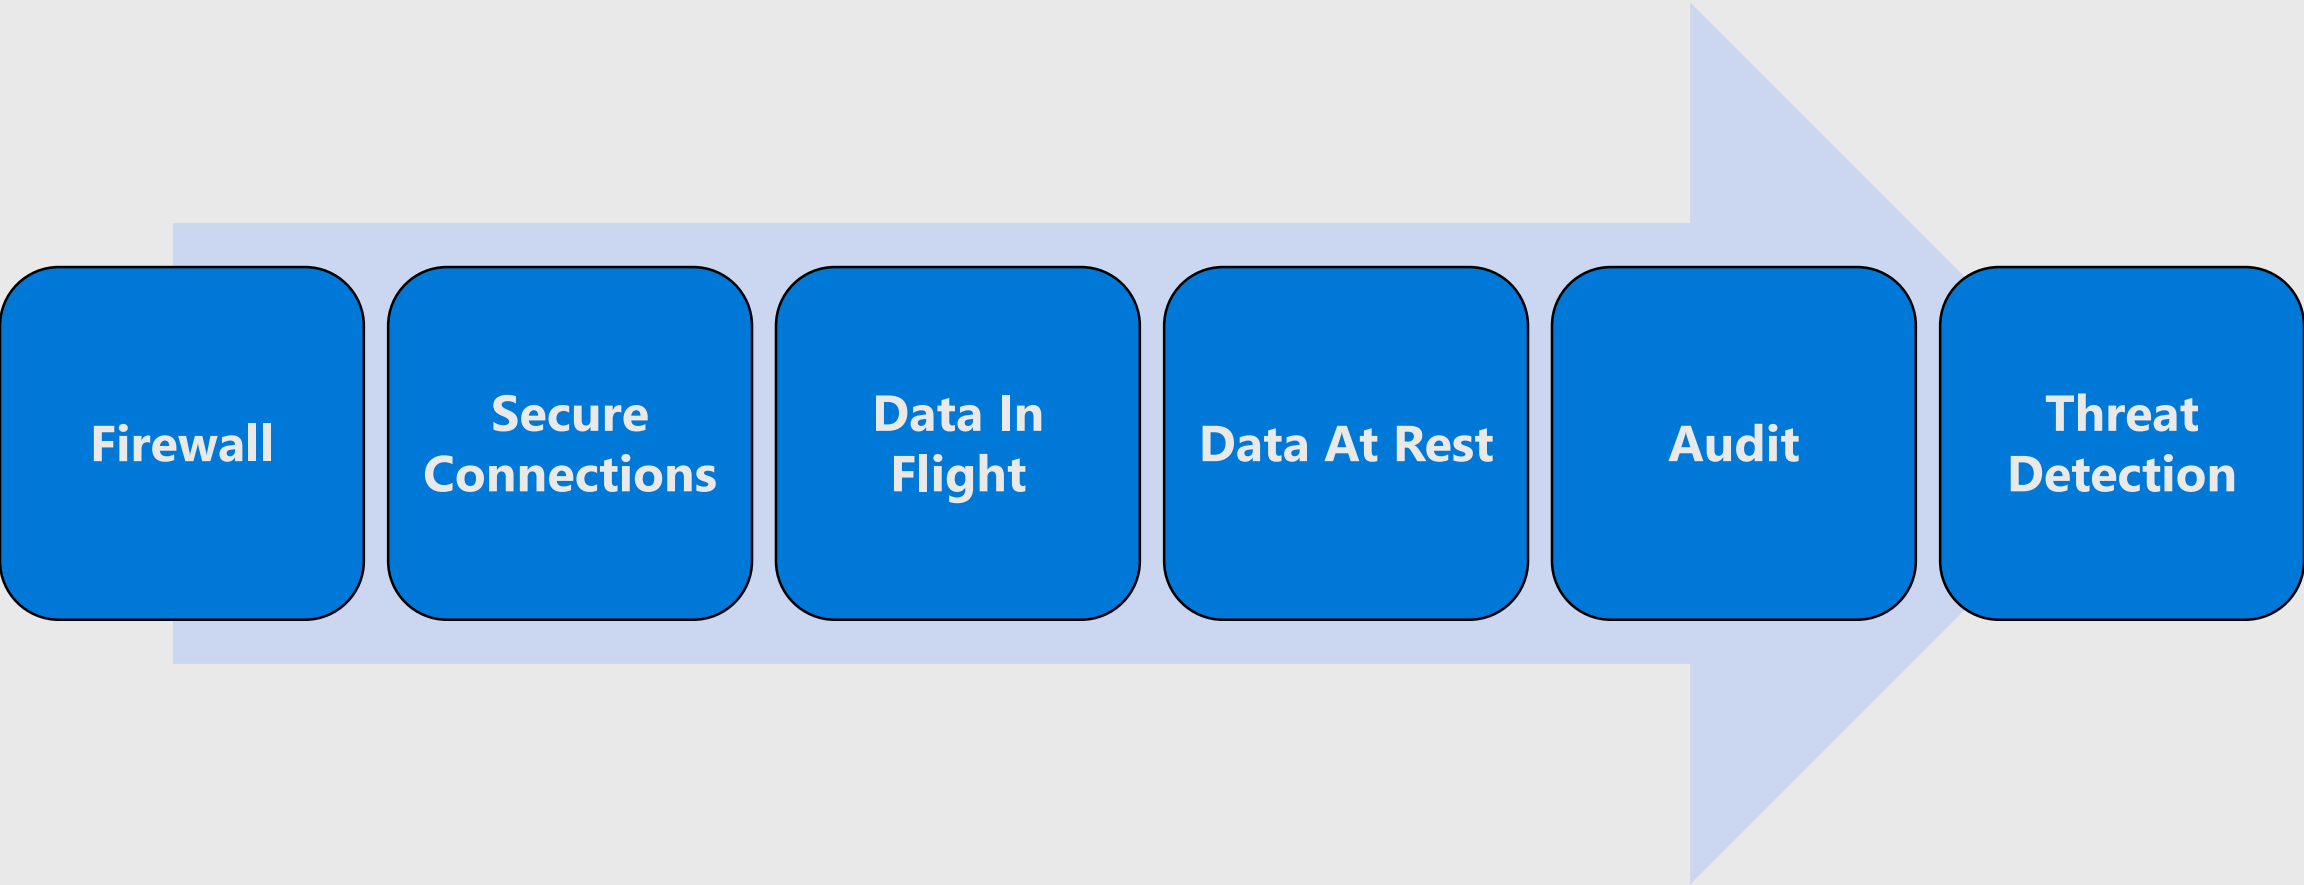 Firewall
Secure
Connections
Data In
Flight
Data At Rest
Audit
Threat
Detection